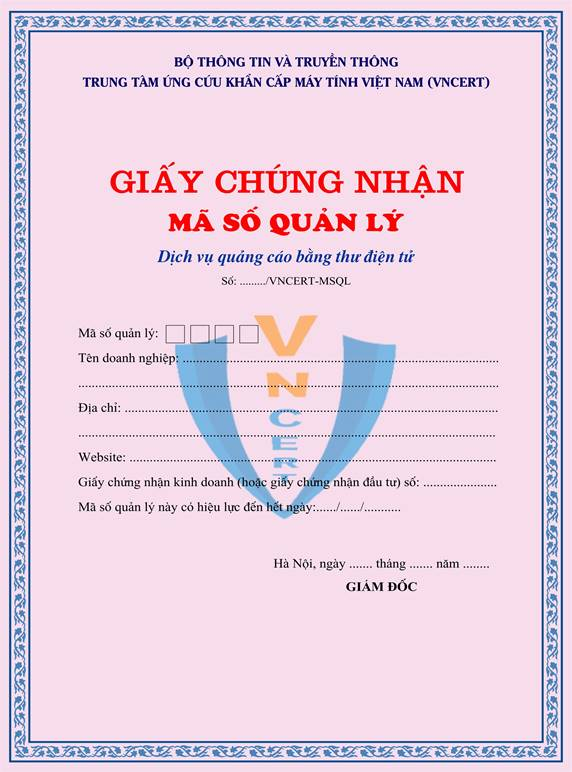 BỘ THÔNG TIN VÀ TRUYỀN THÔNG
TRUNG TÂM ỨNG CỨU KHẨN CẤP MÁY TÍNH VIỆT NAM (VNCERT)
GIẤY CHỨNG NHẬN
MÃ SỐ QUẢN LÝ
Dịch vụ quảng cáo bằng thư điện tử
Số: ........./VNCERT-MSQL
Mã số quản lý:
Tên doanh nghiệp: ......................................................................................
..................................................................................................................
Địa chỉ: .....................................................................................................
..................................................................................................................
Website: ...................................................................................................
Giấy chứng nhận kinh doanh (hoặc giấy chứng nhận đầu tư) số: ....................
Mã số quản lý này có hiệu lực đến hết ngày:....../....../..........
Hà Nội, ngày ....... tháng ....... năm ........
GIÁM ĐỐC
VNCERT